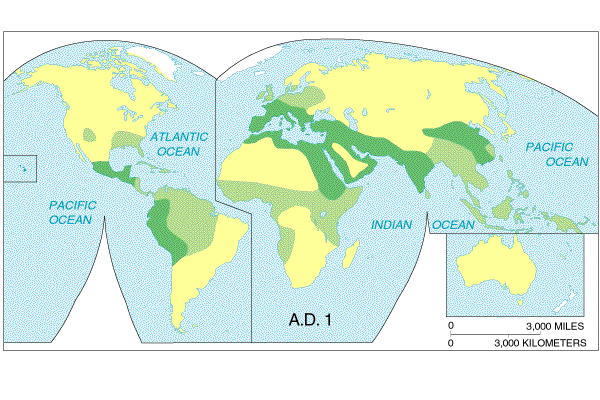 ATLANTIC
OCEAN
PACIFIC
OCEAN
PACIFIC
OCEAN
INDIAN OCEAN
A.D. 1
0 3,000 MILES
0 3,000 KILOMETERS